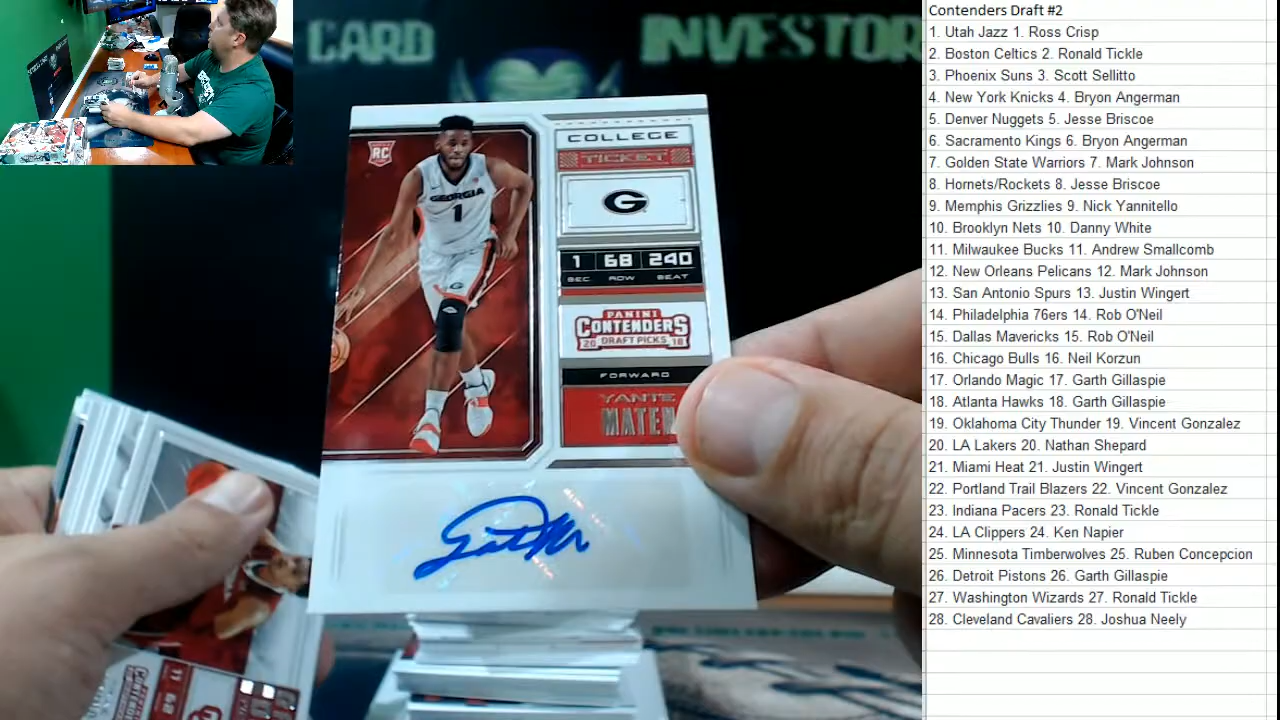 CARD INVESTOR
RC
GEORGIA
1
COLLEGE
TICKET
G
1 68 240
SEC ROW SEAT
PANINI
CONTENDERS
20 DRAFT PICKS 18
FORWARD
YANTE
MATEN
Contenders Draft #2
1. Utah Jazz 1. Ross Crisp
2. Boston Celtics 2. Ronald Tickle
3. Phoenix Suns 3. Scott Sellitto
4. New York Knicks 4. Bryon Angerman
5. Denver Nuggets 5. Jesse Briscoe
6. Sacramento Kings 6. Bryon Angerman
7. Golden State Warriors 7. Mark Johnson
8. Hornets/Rockets 8. Jesse Briscoe
9. Memphis Grizzlies 9. Nick Yannitello
10. Brooklyn Nets 10. Danny White
11. Milwaukee Bucks 11. Andrew Smallcomb
12. New Orleans Pelicans 12. Mark Johnson
13. San Antonio Spurs 13. Justin Wingert
14. Philadelphia 76ers 14. Rob O'Neil
15. Dallas Mavericks 15. Rob O'Neil
16. Chicago Bulls 16. Neil Korzun
17. Orlando Magic 17. Garth Gillaspie
18. Atlanta Hawks 18. Garth Gillaspie
19. Oklahoma City Thunder 19. Vincent Gonzalez
20. LA Lakers 20. Nathan Shepard
21. Miami Heat 21. Justin Wingert
22. Portland Trail Blazers 22. Vincent Gonzalez
23. Indiana Pacers 23. Ronald Tickle
24. LA Clippers 24. Ken Napier
25. Minnesota Timberwolves 25. Ruben Concepcion
26. Detroit Pistons 26. Garth Gillaspie
27. Washington Wizards 27. Ronald Tickle
28. Cleveland Cavaliers 28. Joshua Neely